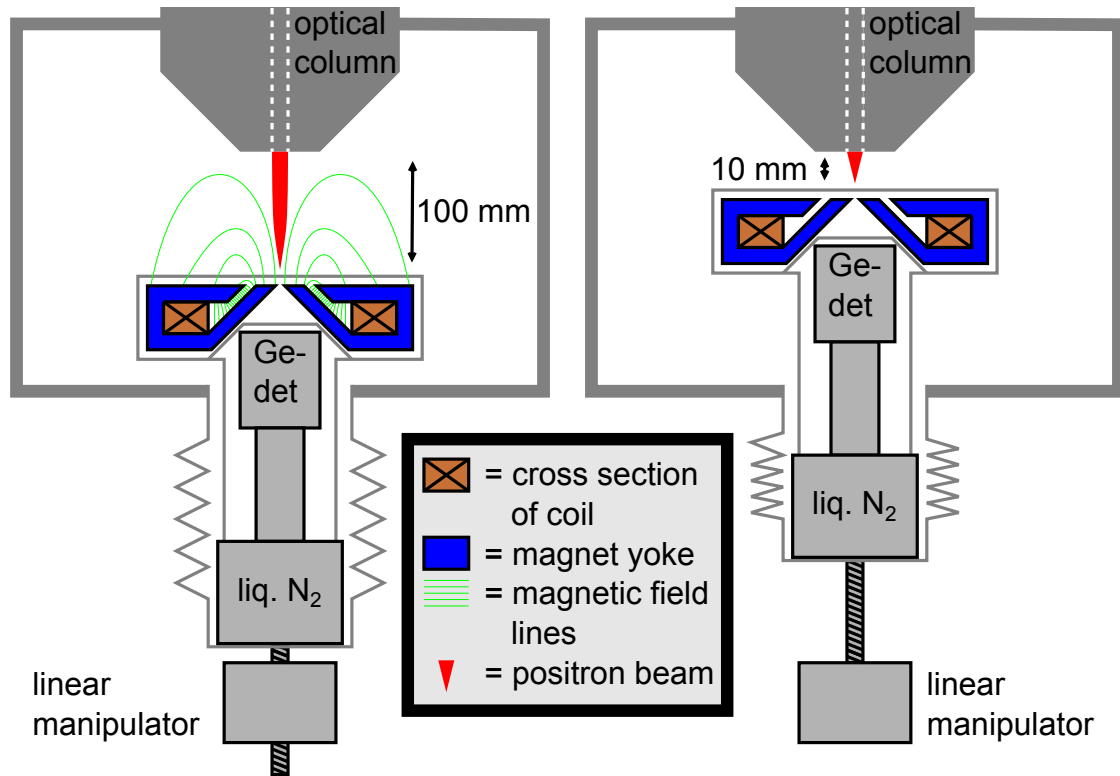 optical
column
100 mm
Ge-
det
liq. N₂
linear
manipulator
optical
column
10 mm
Ge-
det
liq. N₂
linear
manipulator
= cross section
of coil
= magnet yoke
= magnetic field
lines
= positron beam